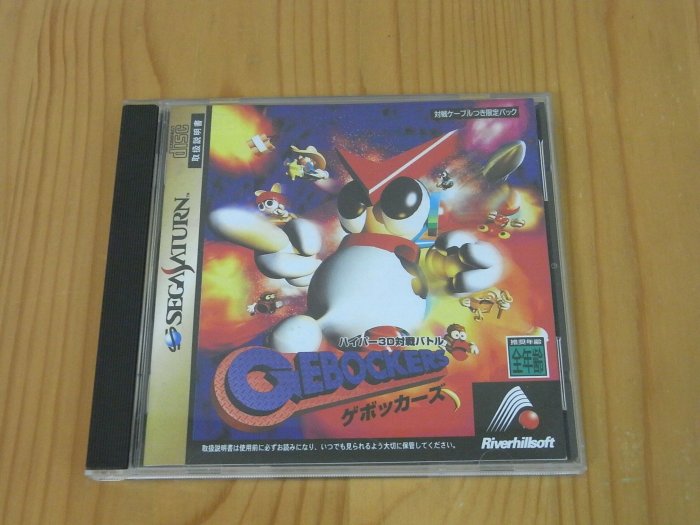 disc
取扱説明書
SEGA SATURN
対戦ケーブルつき限定パック
ハイパー3D対戦バトル
GEBOCKERS
ゲボッカーズ
推奨年齢
全年齢
Riverhillsoft
取扱説明書は使用前に必ずお読みになり、いつでも見られるよう大切に保管してください。